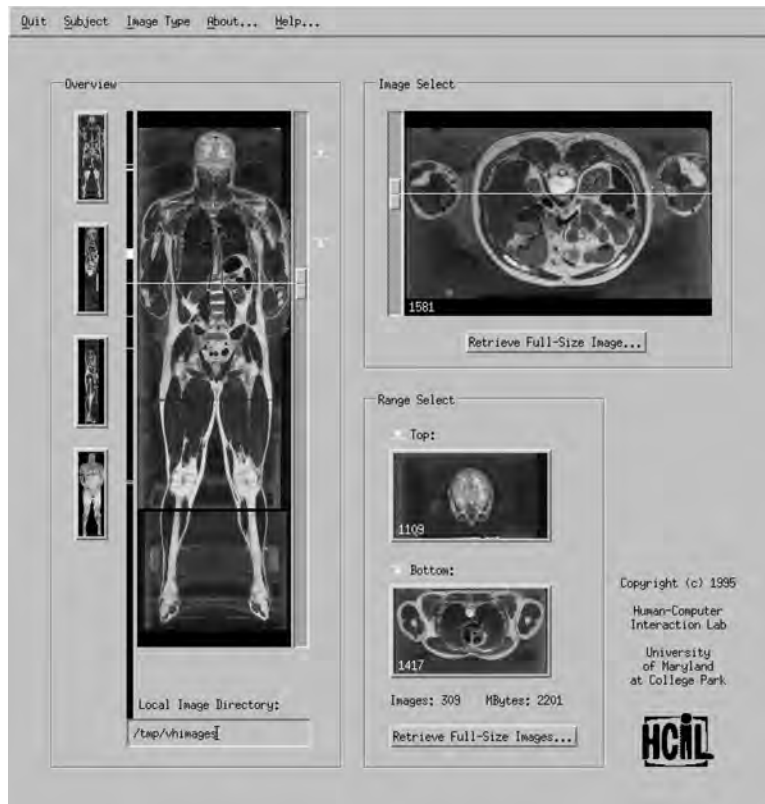 Quit Subject Image Type About... Help...
Overview
Local Image Directory:
/tmp/vhimages
Image Select
1581
Retrieve Full-Size Image...
Range Select
Top:
1109
Bottom:
1417
Images: 309 MBytes: 2201
Retrieve Full-Size Images...
Copyright (c) 1995
Human-Computer
Interaction Lab
University
of Maryland
at College Park
HCIL